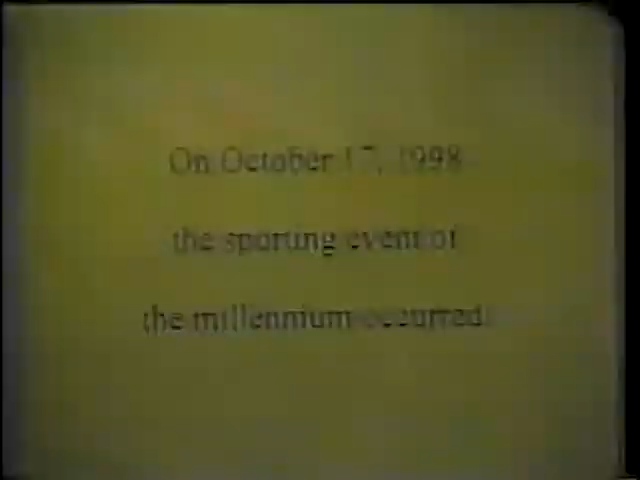 On October 17, 1998
the sporting event of
the millennium occurred.